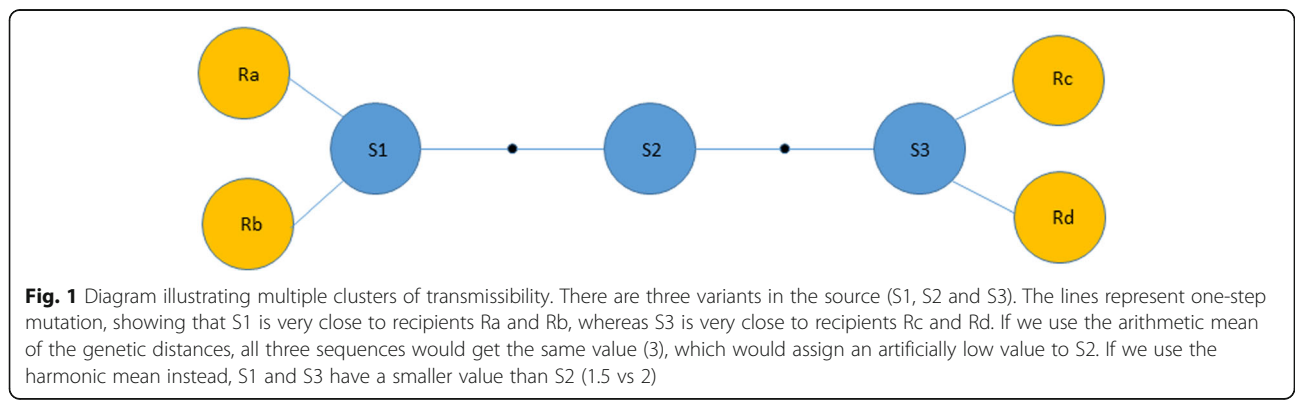 Ra
Rc
S1
S2
S3
Rb
Rd
Fig. 1 Diagram illustrating multiple clusters of transmissibility. There are three variants in the source (S1, S2 and S3). The lines represent one-step
mutation, showing that S1 is very close to recipients Ra and Rb, whereas S3 is very close to recipients Rc and Rd. If we use the arithmetic mean
of the genetic distances, all three sequences would get the same value (3), which would assign an artificially low value to S2. If we use the
harmonic mean instead, S1 and S3 have a smaller value than S2 (1.5 vs 2)